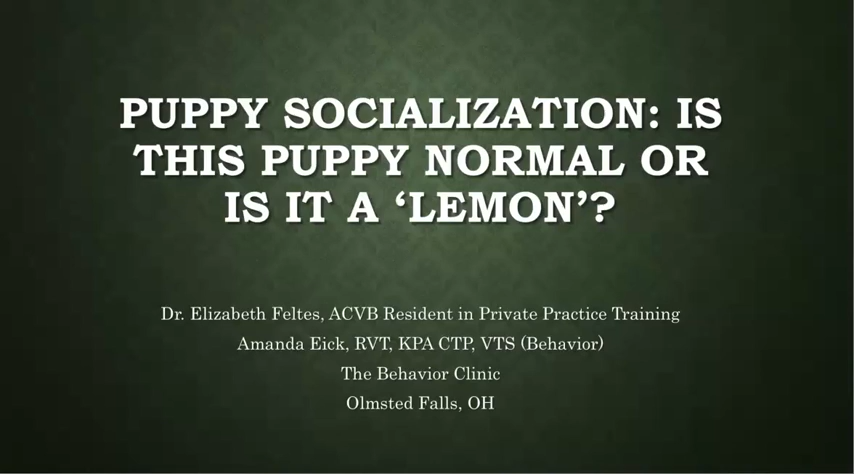 PUPPY SOCIALIZATION: IS
THIS PUPPY NORMAL OR
IS IT A ‘LEMON’?
Dr. Elizabeth Feltes, ACVB Resident in Private Practice Training
Amanda Eick, RVT, KPA CTP, VTS (Behavior)
The Behavior Clinic
Olmsted Falls, OH